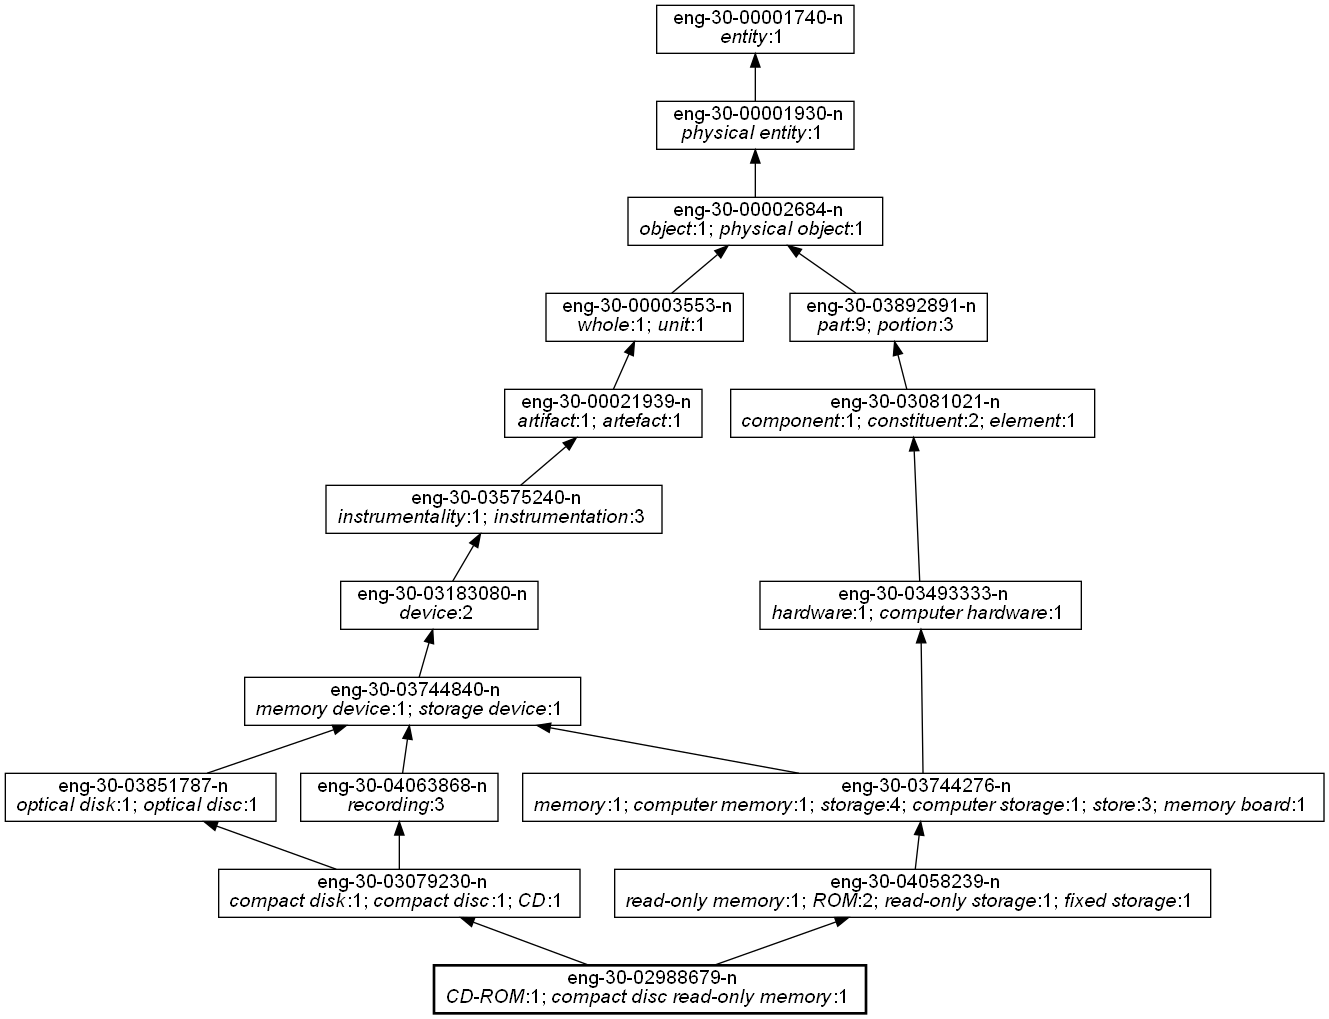 eng-30-00001740-n
entity:1
eng-30-00001930-n
physical entity:1
eng-30-00002684-n
object:1; physical object:1
eng-30-00003553-n
whole:1; unit:1
eng-30-03892891-n
part:9; portion:3
eng-30-00021939-n
artifact:1; artefact:1
eng-30-03081021-n
component:1; constituent:2; element:1
eng-30-03575240-n
instrumentality:1; instrumentation:3
eng-30-03183080-n
device:2
eng-30-03493333-n
hardware:1; computer hardware:1
eng-30-03744840-n
memory device:1; storage device:1
eng-30-03851787-n
optical disk:1; optical disc:1
eng-30-04063868-n
recording:3
eng-30-03744276-n
memory:1; computer memory:1; storage:4; computer storage:1; store:3; memory board:1
eng-30-03079230-n
compact disk:1; compact disc:1; CD:1
eng-30-04058239-n
read-only memory:1; ROM:2; read-only storage:1; fixed storage:1
eng-30-02988679-n
CD-ROM:1; compact disc read-only memory:1